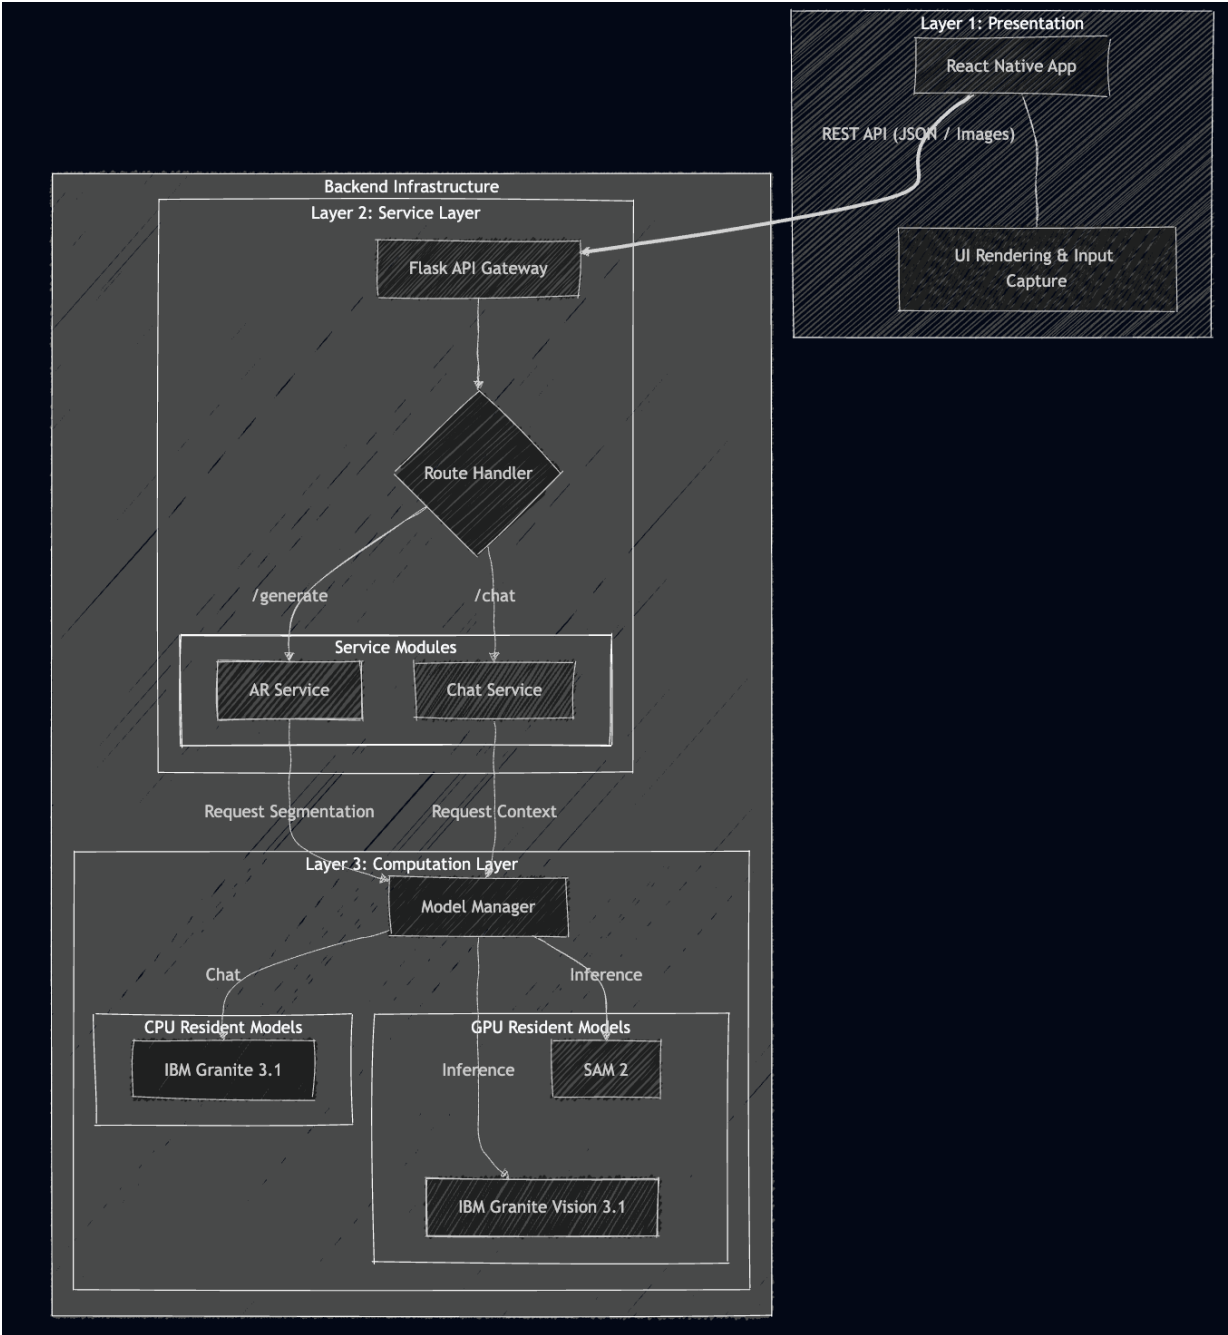 Layer 1: Presentation
React Native App
REST API (JSON / Images)
UI Rendering & Input
Capture
Backend Infrastructure
Layer 2: Service Layer
Flask API Gateway
Route Handler
/generate
/chat
Service Modules
AR Service
Chat Service
Request Segmentation
Request Context
Layer 3: Computation Layer
Model Manager
Chat
Inference
CPU Resident Models
GPU Resident Models
IBM Granite 3.1
Inference
SAM 2
IBM Granite Vision 3.1